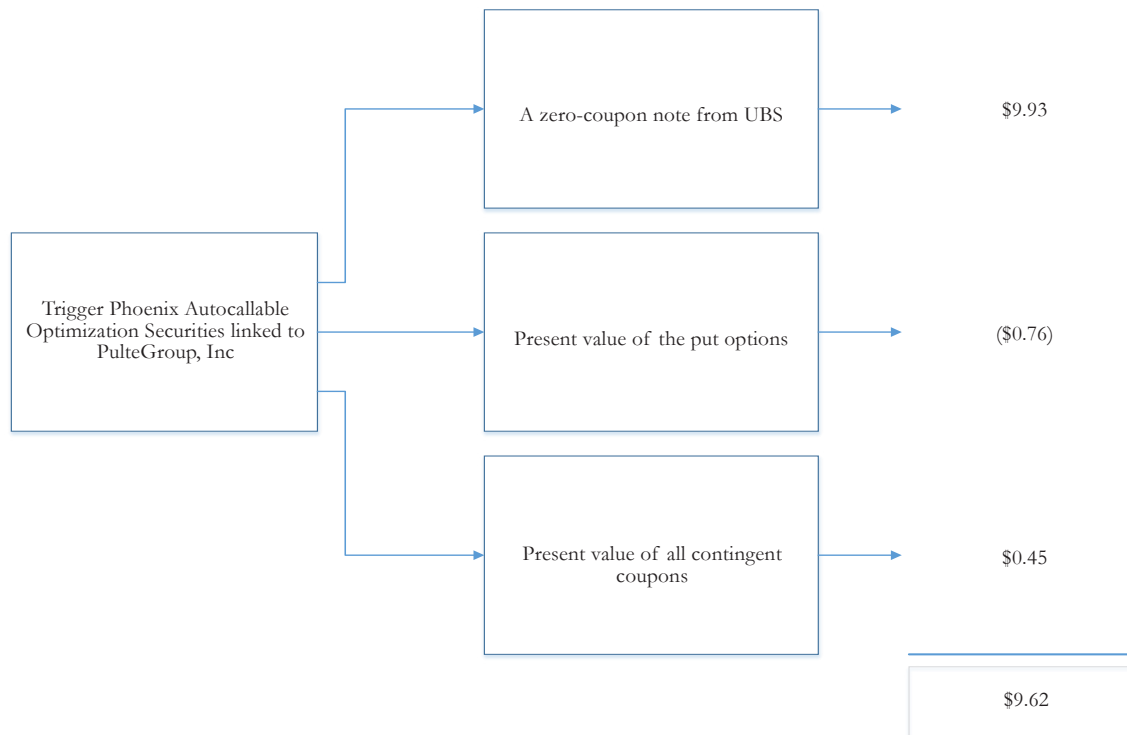 A zero-coupon note from UBS
$9.93
Trigger Phoenix Autocallable
Optimization Securities linked to
PulteGroup, Inc
Present value of the put options
($0.76)
Present value of all contingent
coupons
$0.45
$9.62